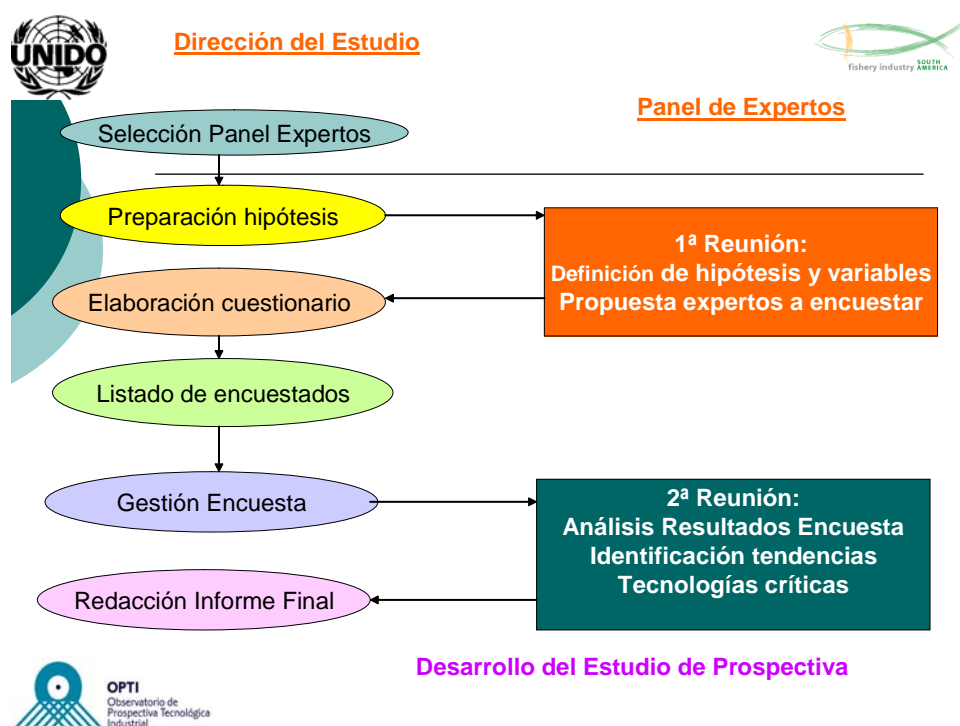 UNIDO
Dirección del Estudio
fishery industry SOUTH AMERICA
Panel de Expertos
Selección Panel Expertos
Preparación hipótesis
1ª Reunión:
Definición de hipótesis y variables
Propuesta expertos a encuestar
Elaboración cuestionario
Listado de encuestados
Gestión Encuesta
2ª Reunión:
Análisis Resultados Encuesta
Identificación tendencias
Tecnologías críticas
Redacción Informe Final
Desarrollo del Estudio de Prospectiva
OPTI
Observatorio de
Prospectiva Tecnológica
Industrial